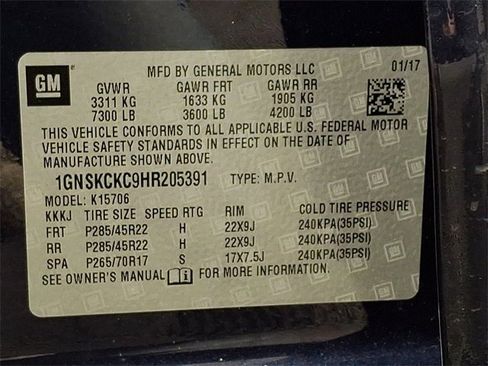 GM
MFD BY GENERAL MOTORS LLC 01/17
GVWR GAWR FRT GAWR RR
3311 KG 1633 KG 1905 KG
7300 LB 3600 LB 4200 LB
THIS VEHICLE CONFORMS TO ALL APPLICABLE U.S. FEDERAL MOTOR
VEHICLE SAFETY STANDARDS IN EFFECT ON THE DATE OF
MANUFACTURE SHOWN ABOVE.
1GNSKCKC9HR205391 TYPE: M.P.V.
MODEL: K15706
KKKJ TIRE SIZE SPEED RTG RIM COLD TIRE PRESSURE
FRT P285/45R22 H 22X9J 240KPA(35PSI)
RR P285/45R22 H 22X9J 240KPA(35PSI)
SPA P265/70R17 S 17X7.5J 240KPA(35PSI)
SEE OWNER'S MANUAL FOR MORE INFORMATION.